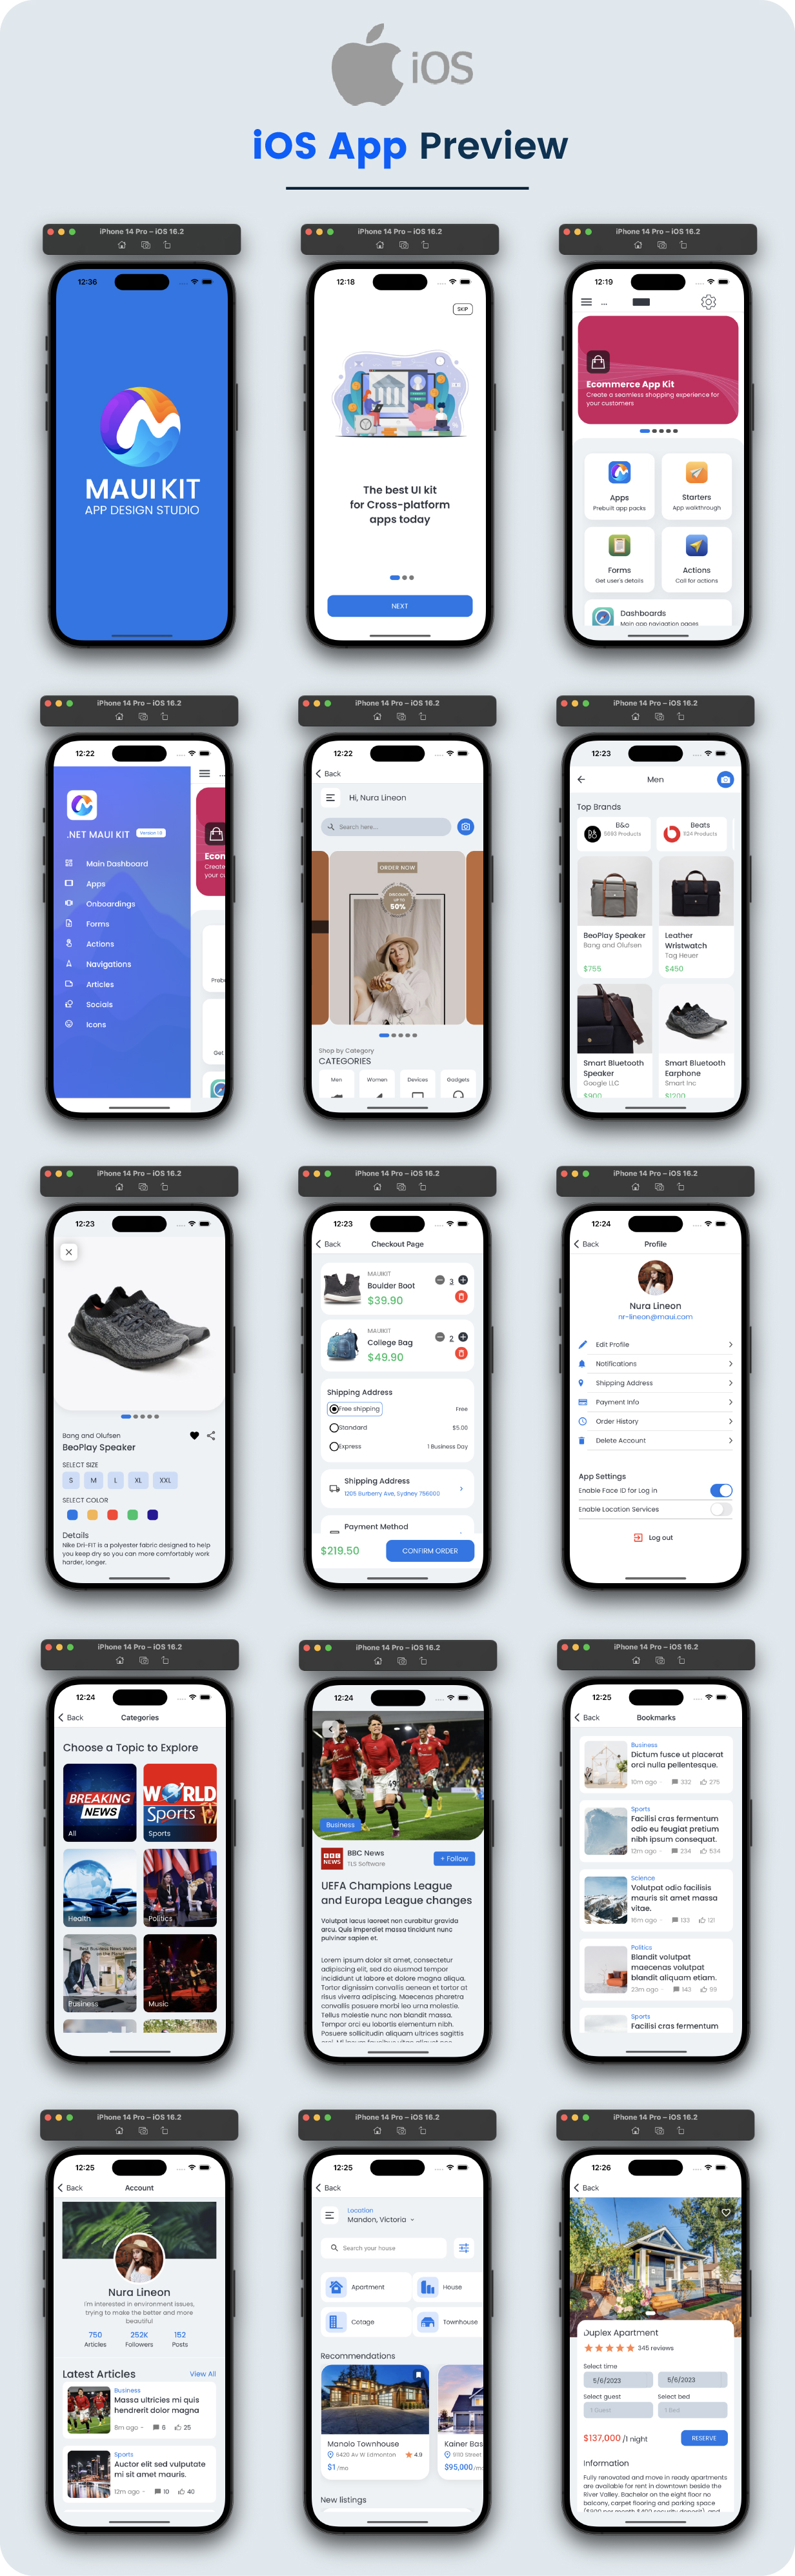 iOS
iOS App Preview
iPhone 14 Pro – iOS 16.2
12:36
MAUI KIT
APP DESIGN STUDIO
iPhone 14 Pro – iOS 16.2
12:18
SKIP
The best UI kit
for Cross-platform
apps today
NEXT
iPhone 14 Pro – iOS 16.2
12:19
...
Ecommerce App Kit
Create a seamless shopping experience for
your customers
Apps
Prebuilt app packs
Starters
App walkthrough
Forms
Get user's details
Actions
Call for actions
Dashboards
Main app navigation pages
iPhone 14 Pro – iOS 16.2
12:22
.NET MAUI KIT
Version 1.0
Main Dashboard
Apps
Onboardings
Forms
Actions
Navigations
Articles
Socials
Icons
...
Econ
Create
your cu
Preb
Get
iPhone 14 Pro – iOS 16.2
12:22
Back
Hi, Nura Lineon
Search here...
ORDER NOW
DISCOUNT
UP TO
50%
Shop by Category
CATEGORIES
Men
Women
Devices
Gadgets
iPhone 14 Pro – iOS 16.2
12:23
Men
Top Brands
B&o
5693 Products
Beats
1124 Products
BeoPlay Speaker
Bang and Olufsen
$755
Leather
Wristwatch
Tag Heuer
$450
Smart Bluetooth
Speaker
Google LLC
$900
Smart Bluetooth
Earphone
Smart Inc
$1200
iPhone 14 Pro – iOS 16.2
12:23
Bang and Olufsen
BeoPlay Speaker
SELECT SIZE
S M L XL XXL
SELECT COLOR
Details
Nike Dri-FIT is a polyester fabric designed to help
you keep dry so you can more comfortably work
harder, longer.
iPhone 14 Pro – iOS 16.2
12:23
Back
Checkout Page
MAUIKIT
Boulder Boot
$39.90
3
MAUIKIT
College Bag
$49.90
2
Shipping Address
Free shipping
Free
Standard
$5.00
Express
1 Business Day
Shipping Address
1205 Burberry Ave, Sydney 756000
Payment Method
$219.50
CONFIRM ORDER
iPhone 14 Pro – iOS 16.2
12:24
Back
Profile
Nura Lineon
nr-lineon@maui.com
Edit Profile
Notifications
Shipping Address
Payment Info
Order History
Delete Account
App Settings
Enable Face ID for Log in
Enable Location Services
Log out
iPhone 14 Pro – iOS 16.2
12:24
Back
Categories
Choose a Topic to Explore
BREAKING
NEWS
All
WORLD
Sports
Sports
Health
Politics
Business
Music
iPhone 14 Pro – iOS 16.2
12:24
Business
BBC
NEWS
BBC News
TLS Software
+ Follow
UEFA Champions League
and Europa League changes
Volutpat lacus laoreet non curabitur gravida
arcu. Quis imperdiet massa tincidunt nunc
pulvinar sapien et.
Lorem ipsum dolor sit amet, consectetur
adipiscing elit, sed do eiusmod tempor
incididunt ut labore et dolore magna aliqua.
Tortor dignissim convallis aenean et tortor at
risus viverra adipiscing. Maecenas pharetra
convallis posuere morbi leo urna molestie.
Tellus molestie nunc non blandit massa.
Tempor orci eu lobortis elementum nibh.
Posuere sollicitudin aliquam ultrices sagittis
iPhone 14 Pro – iOS 16.2
12:25
Back
Bookmarks
Business
Dictum fusce ut placerat
orci nulla pellentesque.
10m ago
332
275
Sports
Facilisi cras fermentum
odio eu feugiat pretium
nibh ipsum consequat.
12m ago
234
534
Science
Volutpat odio facilisis
mauris sit amet massa
vitae.
16m ago
133
121
Politics
Blandit volutpat
maecenas volutpat
blandit aliquam etiam.
23m ago
143
99
Sports
Facilisi cras fermentum
iPhone 14 Pro – iOS 16.2
12:25
Back
Account
Nura Lineon
I'm interested in environment issues,
trying to make the better and more
beautiful
750
Articles
252K
Followers
152
Posts
Latest Articles
View All
Business
Massa ultricies mi quis
hendrerit dolor magna
8m ago
6
25
Sports
Auctor elit sed vulputate
mi sit amet mauris.
12m ago
10
40
iPhone 14 Pro – iOS 16.2
12:25
Back
Location
Mandon, Victoria
Search your house
Apartment
House
Cotage
Townhouse
Recommendations
Manolo Townhouse
6420 Av W Edmonton
4.9
$1 /mo
Kainer Bas
9110 Street
$95,000/mo
New listings
iPhone 14 Pro – iOS 16.2
12:26
Back
Duplex Apartment
345 reviews
Select time
5/6/2023
5/6/2023
Select guest
Select bed
1 Guest
1 Bed
$137,000 /1 night
RESERVE
Information
Fully renovated and move in ready apartments
are available for rent in downtown beside the
River Valley. Bachelor on the eight floor no
balcony, carpet flooring and parking space